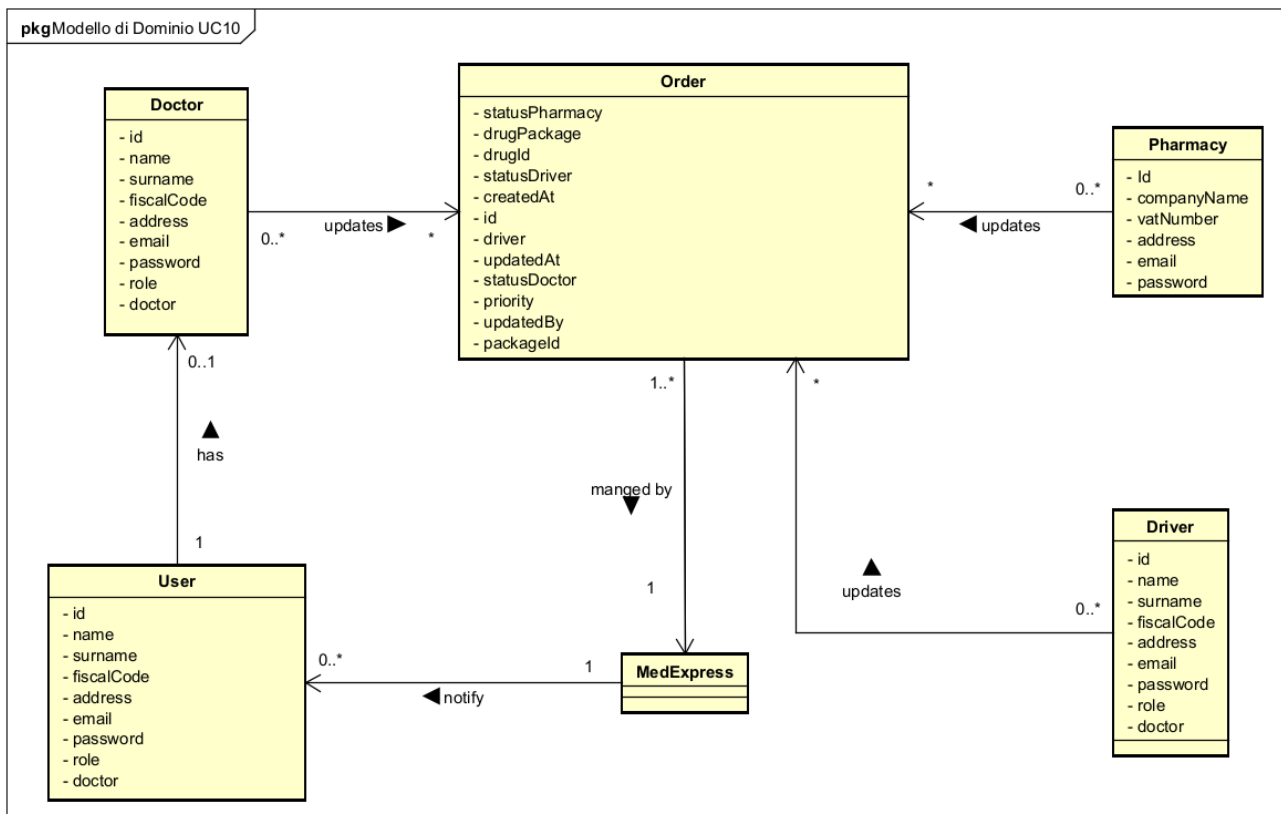 pkg Modello di Dominio UC10
Doctor
- id
- name
- surname
- fiscalCode
- address
- email
- password
- role
- doctor
Order
- statusPharmacy
- drugPackage
- drugId
- statusDriver
- createdAt
- id
- driver
- updatedAt
- statusDoctor
- priority
- updatedBy
- packageId
Pharmacy
- Id
- companyName
- vatNumber
- address
- email
- password
0..*
updates ▶
*
*
0..*
◀ updates
0..1
▲
has
1
1..*
manged by
▼
1
*
▲
updates
0..*
User
- id
- name
- surname
- fiscalCode
- address
- email
- password
- role
- doctor
0..*
◀ notify
1
MedExpress
Driver
- id
- name
- surname
- fiscalCode
- address
- email
- password
- role
- doctor